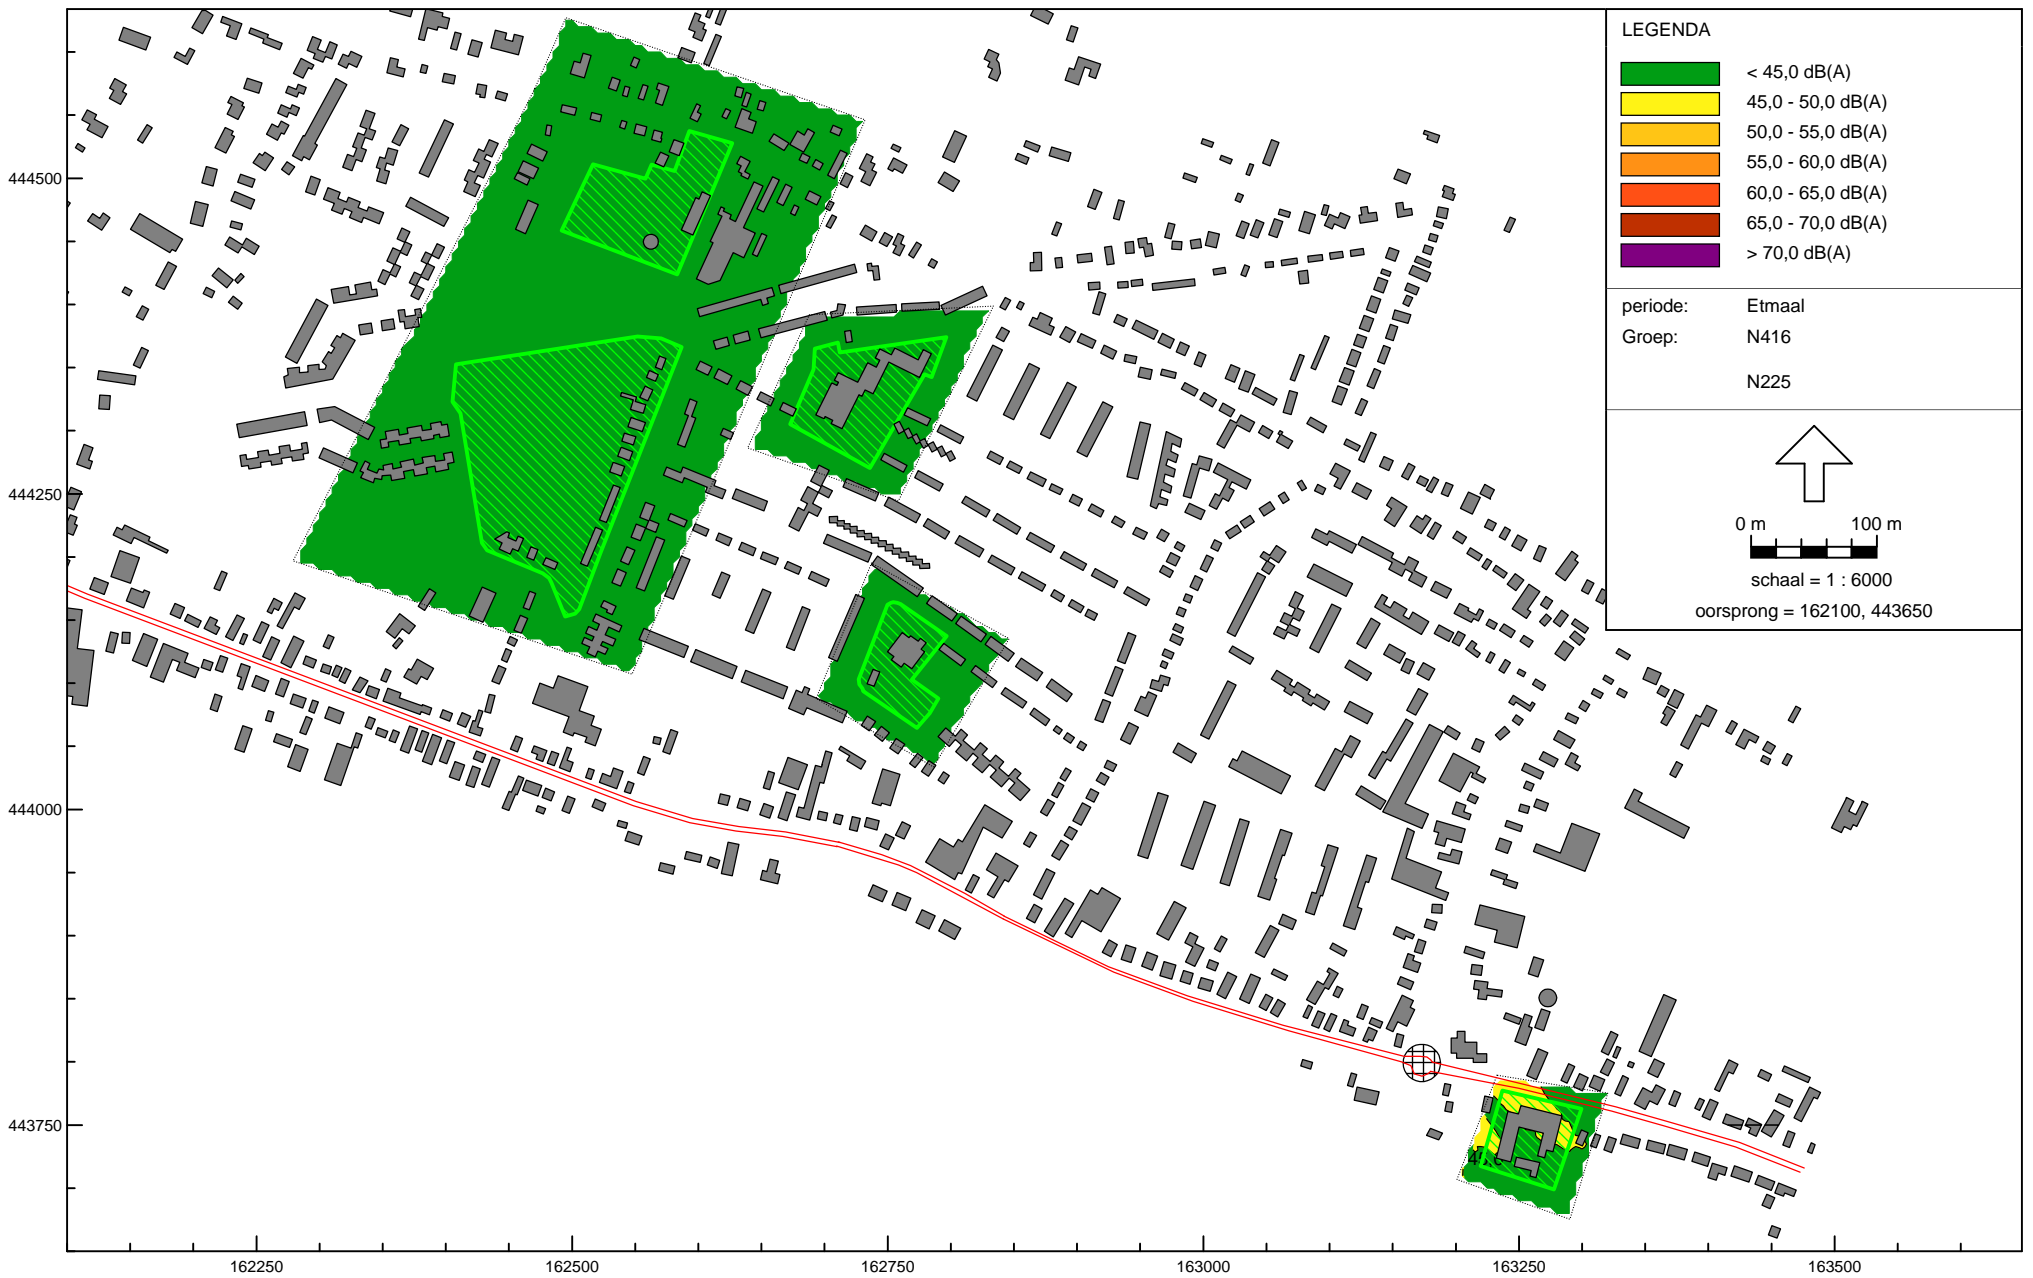 LEGENDA
< 45,0 dB(A)
45,0 - 50,0 dB(A)
50,0 - 55,0 dB(A)
55,0 - 60,0 dB(A)
60,0 - 65,0 dB(A)
65,0 - 70,0 dB(A)
> 70,0 dB(A)
periode: Etmaal
Groep: N416
N225
0 m 100 m
schaal = 1 : 6000
oorsprong = 162100, 443650
444500
444250
444000
443750
162250 162500 162750 163000 163250 163500